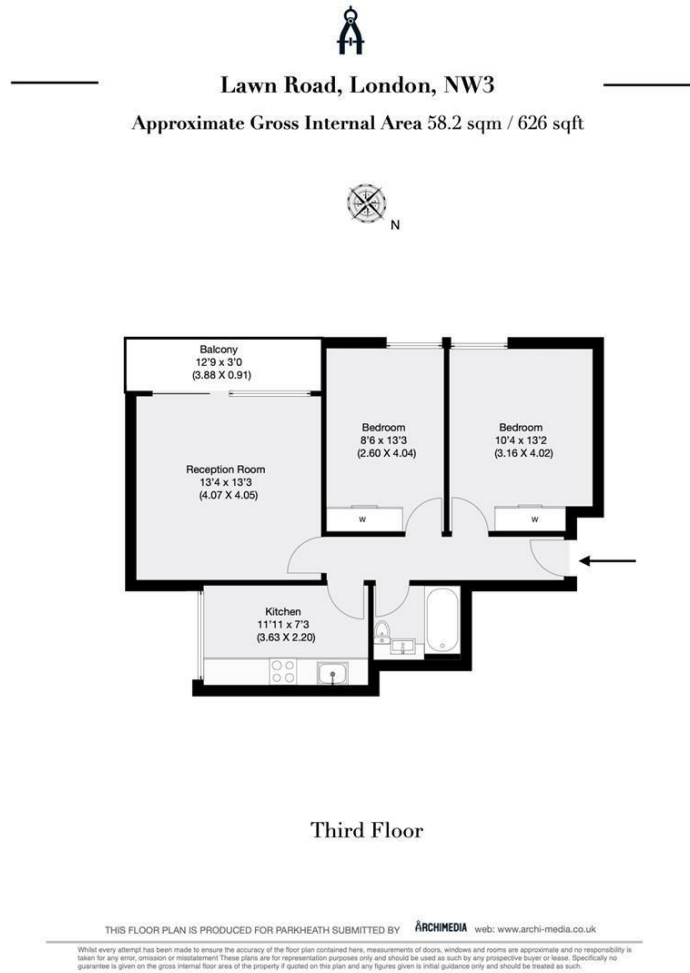 Lawn Road, London, NW3
Approximate Gross Internal Area 58.2 sqm / 626 sqft
N
Balcony
12'9 x 3'0
(3.88 X 0.91)
Bedroom
8'6 x 13'3
(2.60 X 4.04)
Bedroom
10'4 x 13'2
(3.16 X 4.02)
Reception Room
13'4 x 13'3
(4.07 X 4.05)
W
W
Kitchen
11'11 x 7'3
(3.63 X 2.20)
Third Floor
THIS FLOOR PLAN IS PRODUCED FOR PARKHEATH SUBMITTED BY ARCHIMEDIA web: www.archi-media.co.uk
Whilst every attempt has been made to ensure the accuracy of the floor plan contained here, measurements of doors, windows and rooms are approximate and no responsibility is
taken for any error, omission or misstatement These plans are for representation purposes only and should be used as such by any prospective buyer or lease. Specifically no
guarantee is given on the gross internal floor area of the property if quoted on this plan and any figures given is initial guidance only and should be treated as such.